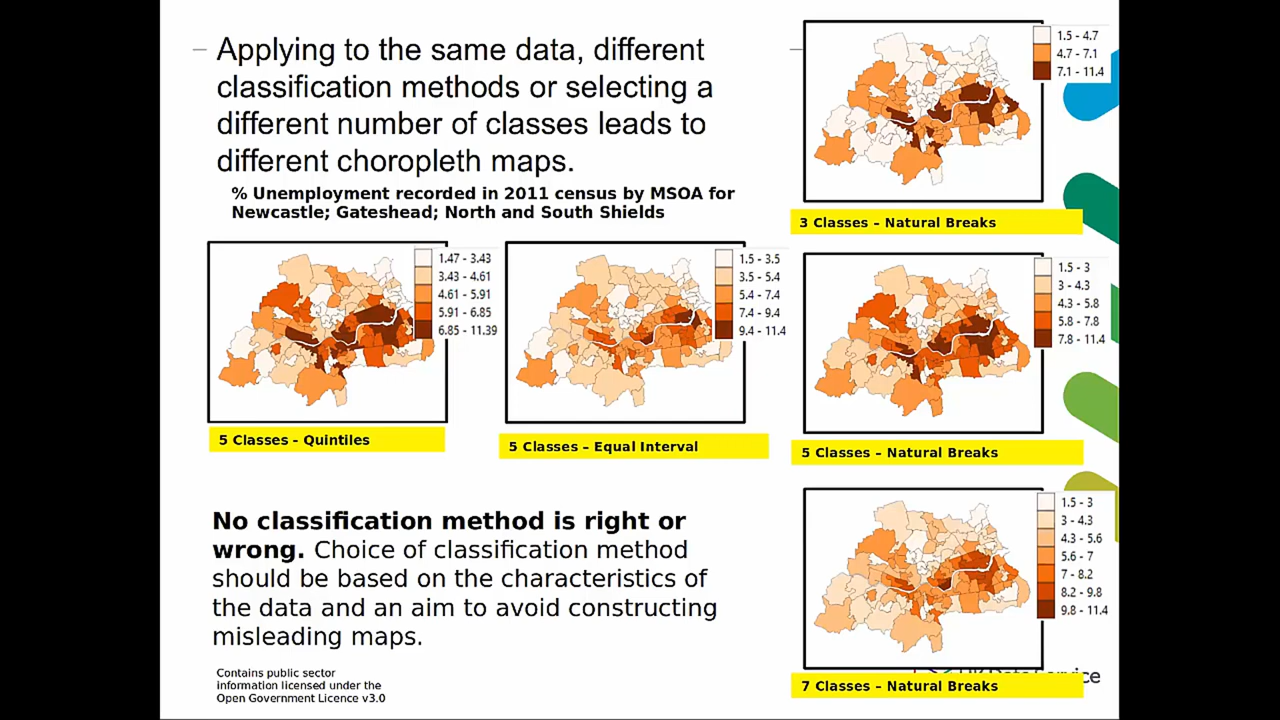 Applying to the same data, different
classification methods or selecting a
different number of classes leads to
different choropleth maps.
% Unemployment recorded in 2011 census by MSOA for
Newcastle; Gateshead; North and South Shields
1.5 - 4.7
4.7 - 7.1
7.1 - 11.4
3 Classes – Natural Breaks
1.47 - 3.43
3.43 - 4.61
4.61 - 5.91
5.91 - 6.85
6.85 - 11.39
5 Classes - Quintiles
1.5 - 3.5
3.5 - 5.4
5.4 - 7.4
7.4 - 9.4
9.4 - 11.4
5 Classes – Equal Interval
1.5 - 3
3 - 4.3
4.3 - 5.8
5.8 - 7.8
7.8 - 11.4
5 Classes – Natural Breaks
No classification method is right or
wrong. Choice of classification method
should be based on the characteristics of
the data and an aim to avoid constructing
misleading maps.
1.5 - 3
3 - 4.3
4.3 - 5.6
5.6 - 7
7 - 8.2
8.2 - 9.8
9.8 - 11.4
7 Classes – Natural Breaks
Contains public sector
information licensed under the
Open Government Licence v3.0